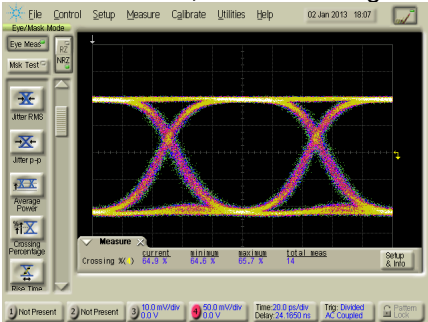 File Control Setup Measure Calibrate Utilities Help 02 Jan 2013 18:07
Eye/Mask Mode
Eye Meas
RZ
NRZ
Msk Test
Jitter RMS
Jitter p-p
Average
Power
Crossing
Percentage
Rise Time
Measure
current minimum maximum total meas
Crossing %(4) 64.9 % 64.6 % 65.7 % 14
Setup
& Info
1) Not Present 2) Not Present 3) 10.0 mV/div 0.0 V 50.0 mV/div 0.0 V Time:20.0 ps/div Delay:24.1650 ns Trig: Divided AC Coupled Pattern Lock